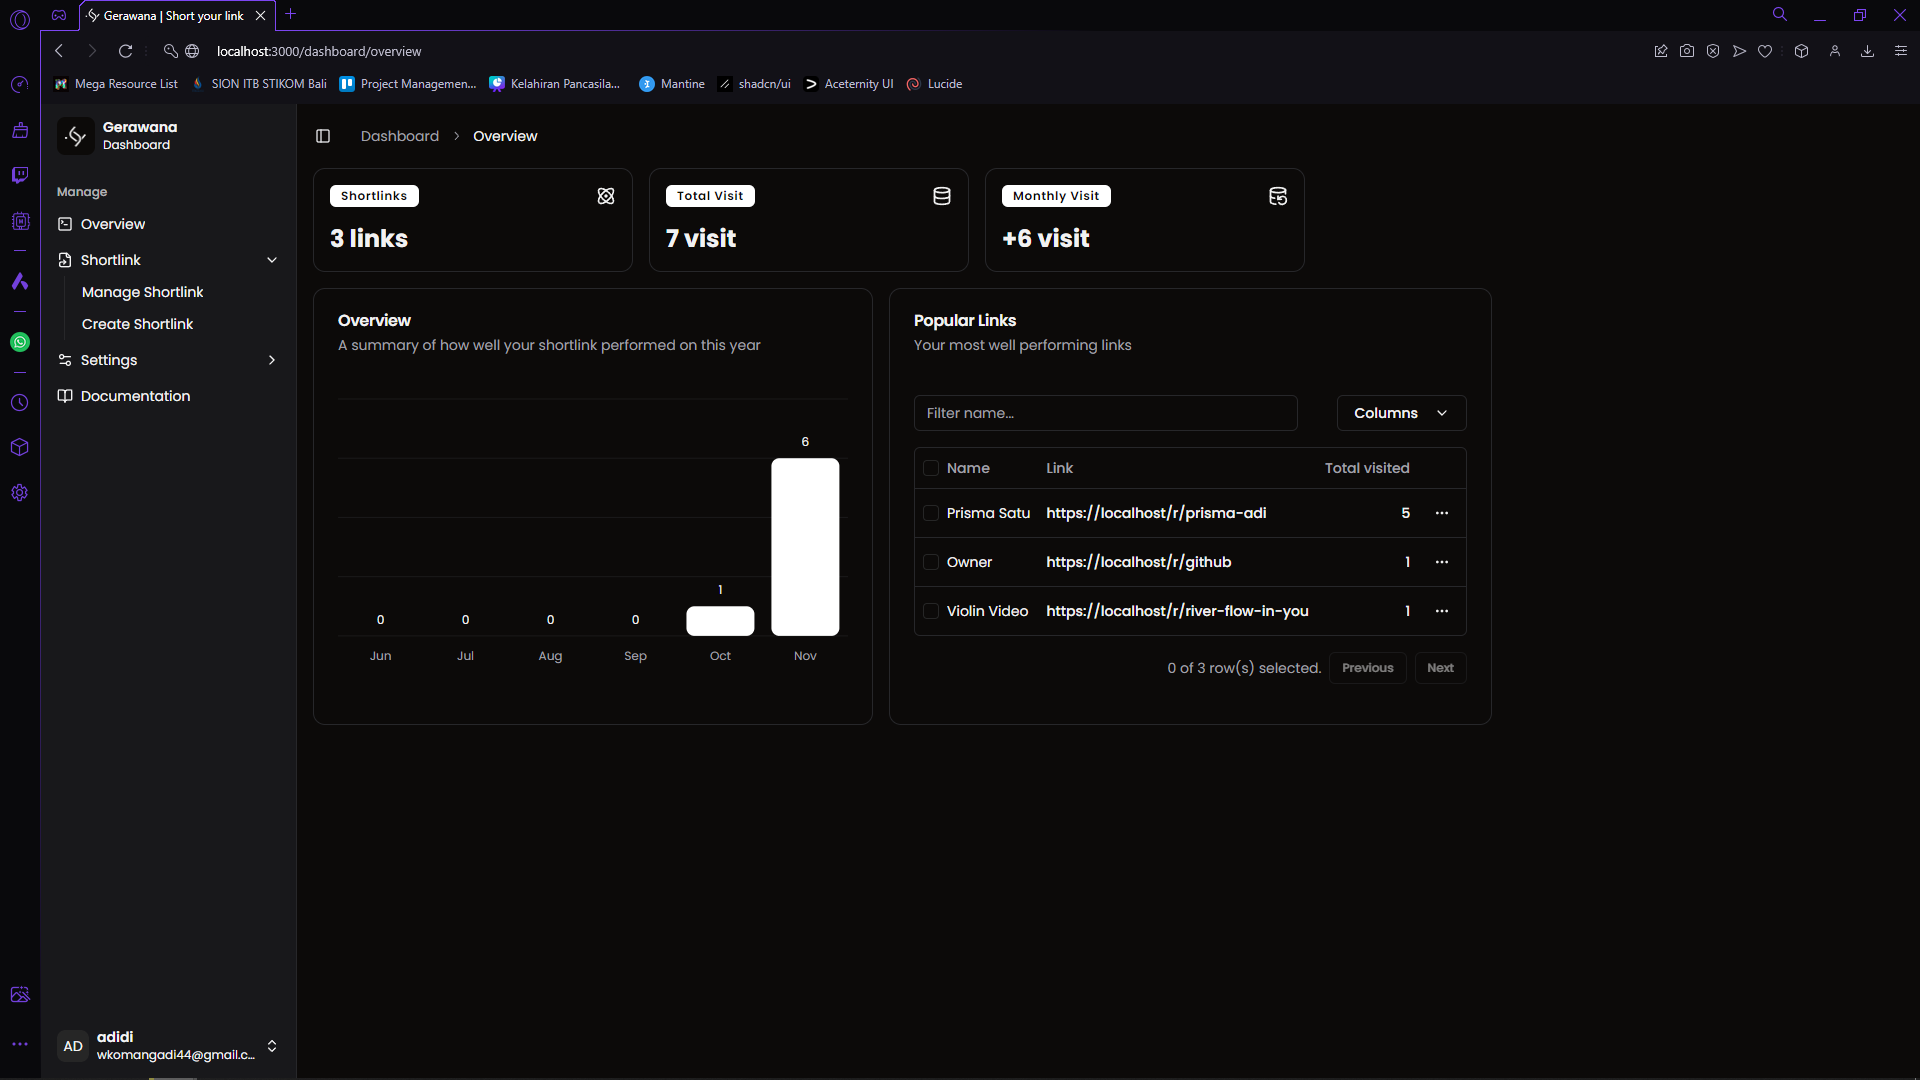 Gerawana | Short your link
localhost:3000/dashboard/overview
Mega Resource List
SION ITB STIKOM Bali
Project Managemen...
Kelahiran Pancasila...
Mantine
shadcn/ui
Aceternity UI
Lucide
Gerawana
Dashboard
Manage
Overview
Shortlink
Manage Shortlink
Create Shortlink
Settings
Documentation
AD
adidi
wkomangadi44@gmail.c...
Dashboard
Overview
Shortlinks
3 links
Total Visit
7 visit
Monthly Visit
+6 visit
Overview
A summary of how well your shortlink performed on this year
0 0 0 0 1 6
Jun Jul Aug Sep Oct Nov
Popular Links
Your most well performing links
Filter name...
Columns
Name Link Total visited
Prisma Satu https://localhost/r/prisma-adi 5
Owner https://localhost/r/github 1
Violin Video https://localhost/r/river-flow-in-you 1
0 of 3 row(s) selected.
Previous
Next